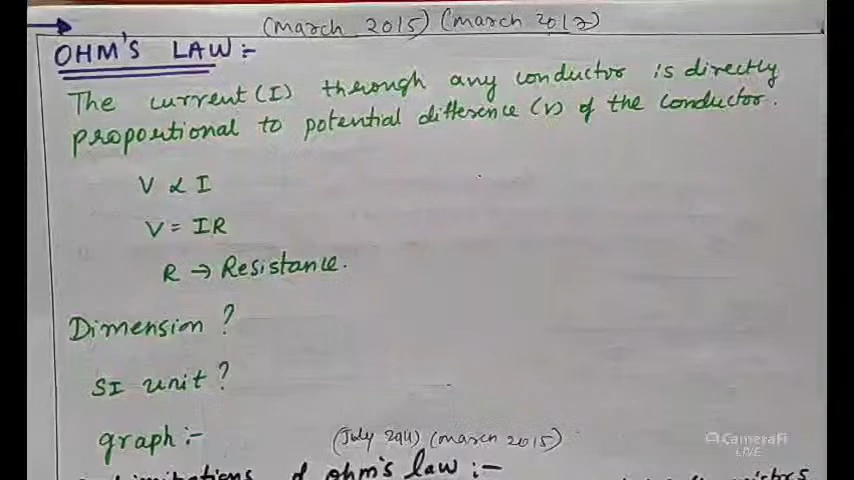 (March 2015) (March 2017)
OHM'S LAW :-
The current (I) through any conductor is directly
proportional to potential difference (V) of the conductor.
V ∝ I
V = IR
R → Resistance.
Dimension ?
SI unit ?
graph :-
(July 2014) (March 2015)
limitations of ohm's law :-
CameraFi
LIVE